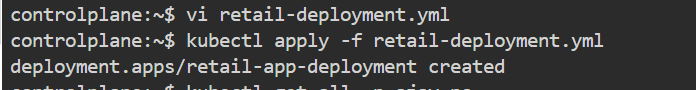 controlplane:~$ vi retail-deployment.yml
controlplane:~$ kubectl apply -f retail-deployment.yml
deployment.apps/retail-app-deployment created